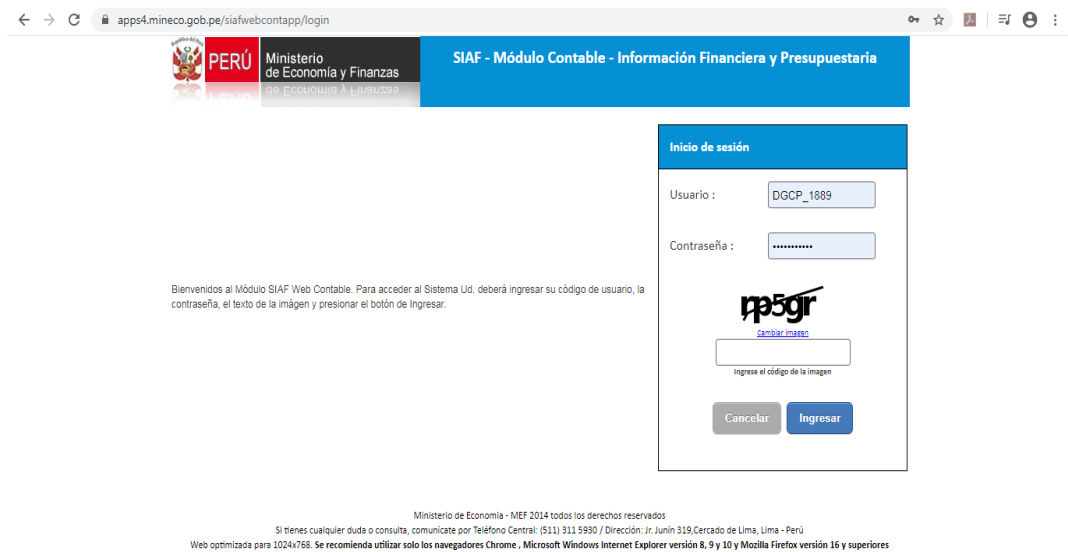 apps4.mineco.gob.pe/siafwebcontapp/login
PERÚ
Ministerio
de Economía y Finanzas
SIAF - Módulo Contable - Información Financiera y Presupuestaria
Inicio de sesión
Usuario :
DGCP_1889
Contraseña :
•••••••••••
Bienvenidos al Módulo SIAF Web Contable. Para acceder al Sistema Ud. deberá ingresar su código de usuario, la
contraseña, el texto de la imágen y presionar el botón de Ingresar.
rp5gr
Cambiar imagen
Ingrese el código de la imagen
Cancelar
Ingresar
Ministerio de Economia - MEF 2014 todos los derechos reservados
Si tienes cualquier duda o consulta, comunícate por Teléfono Central: (511) 311 5930 / Dirección: Jr. Junín 319,Cercado de Lima, Lima - Perú
Web optimizada para 1024x768. Se recomienda utilizar solo los navegadores Chrome , Microsoft Windows Internet Explorer versión 8, 9 y 10 y Mozilla Firefox versión 16 y superiores